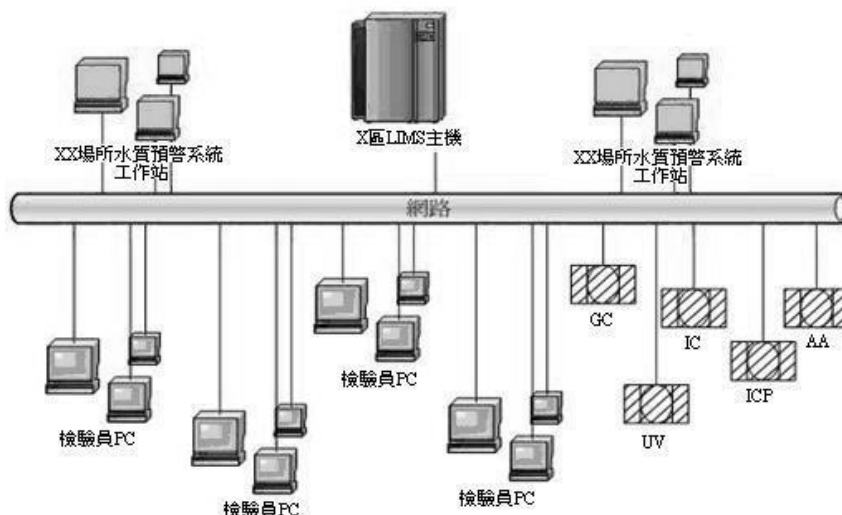 X區LIMS主機
XX場所水質預警系統
工作站
XX場所水質預警系統
工作站
網路
GC
IC
AA
ICP
UV
檢驗員PC
檢驗員PC
檢驗員PC
檢驗員PC